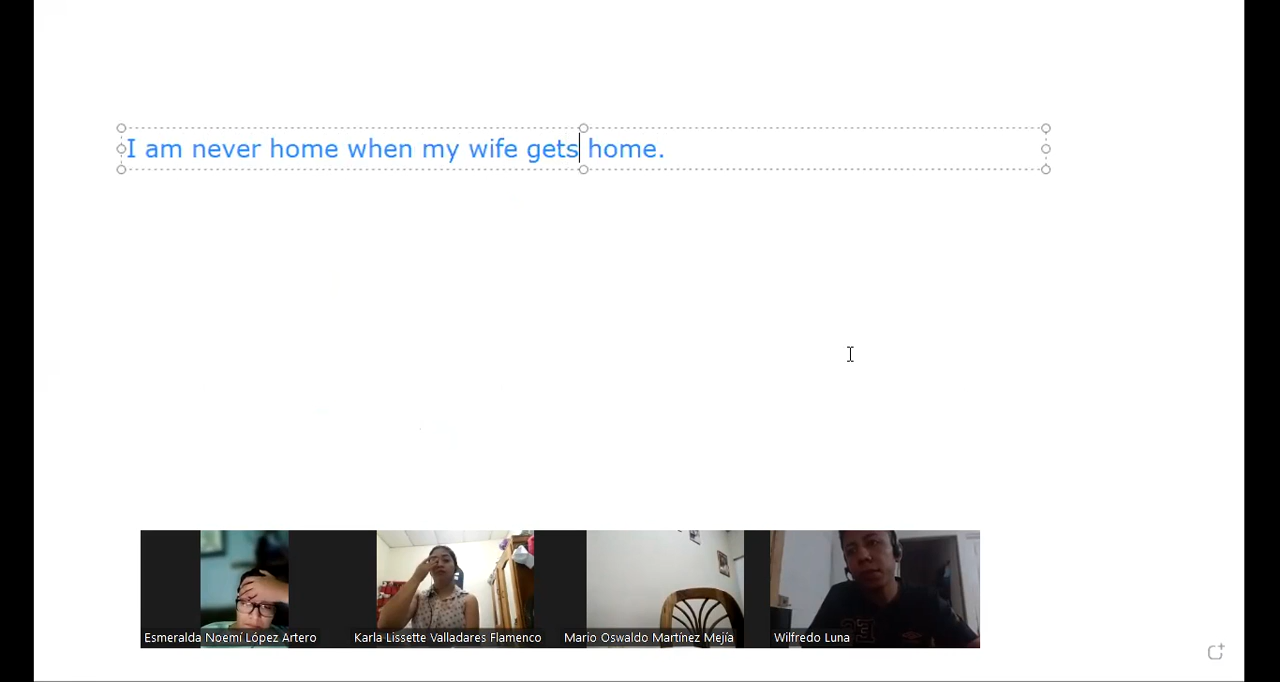 I am never home when my wife gets home.
Esmeralda Noemí López Artero
Karla Lissette Valladares Flamenco
Mario Oswaldo Martínez Mejía
Wilfredo Luna